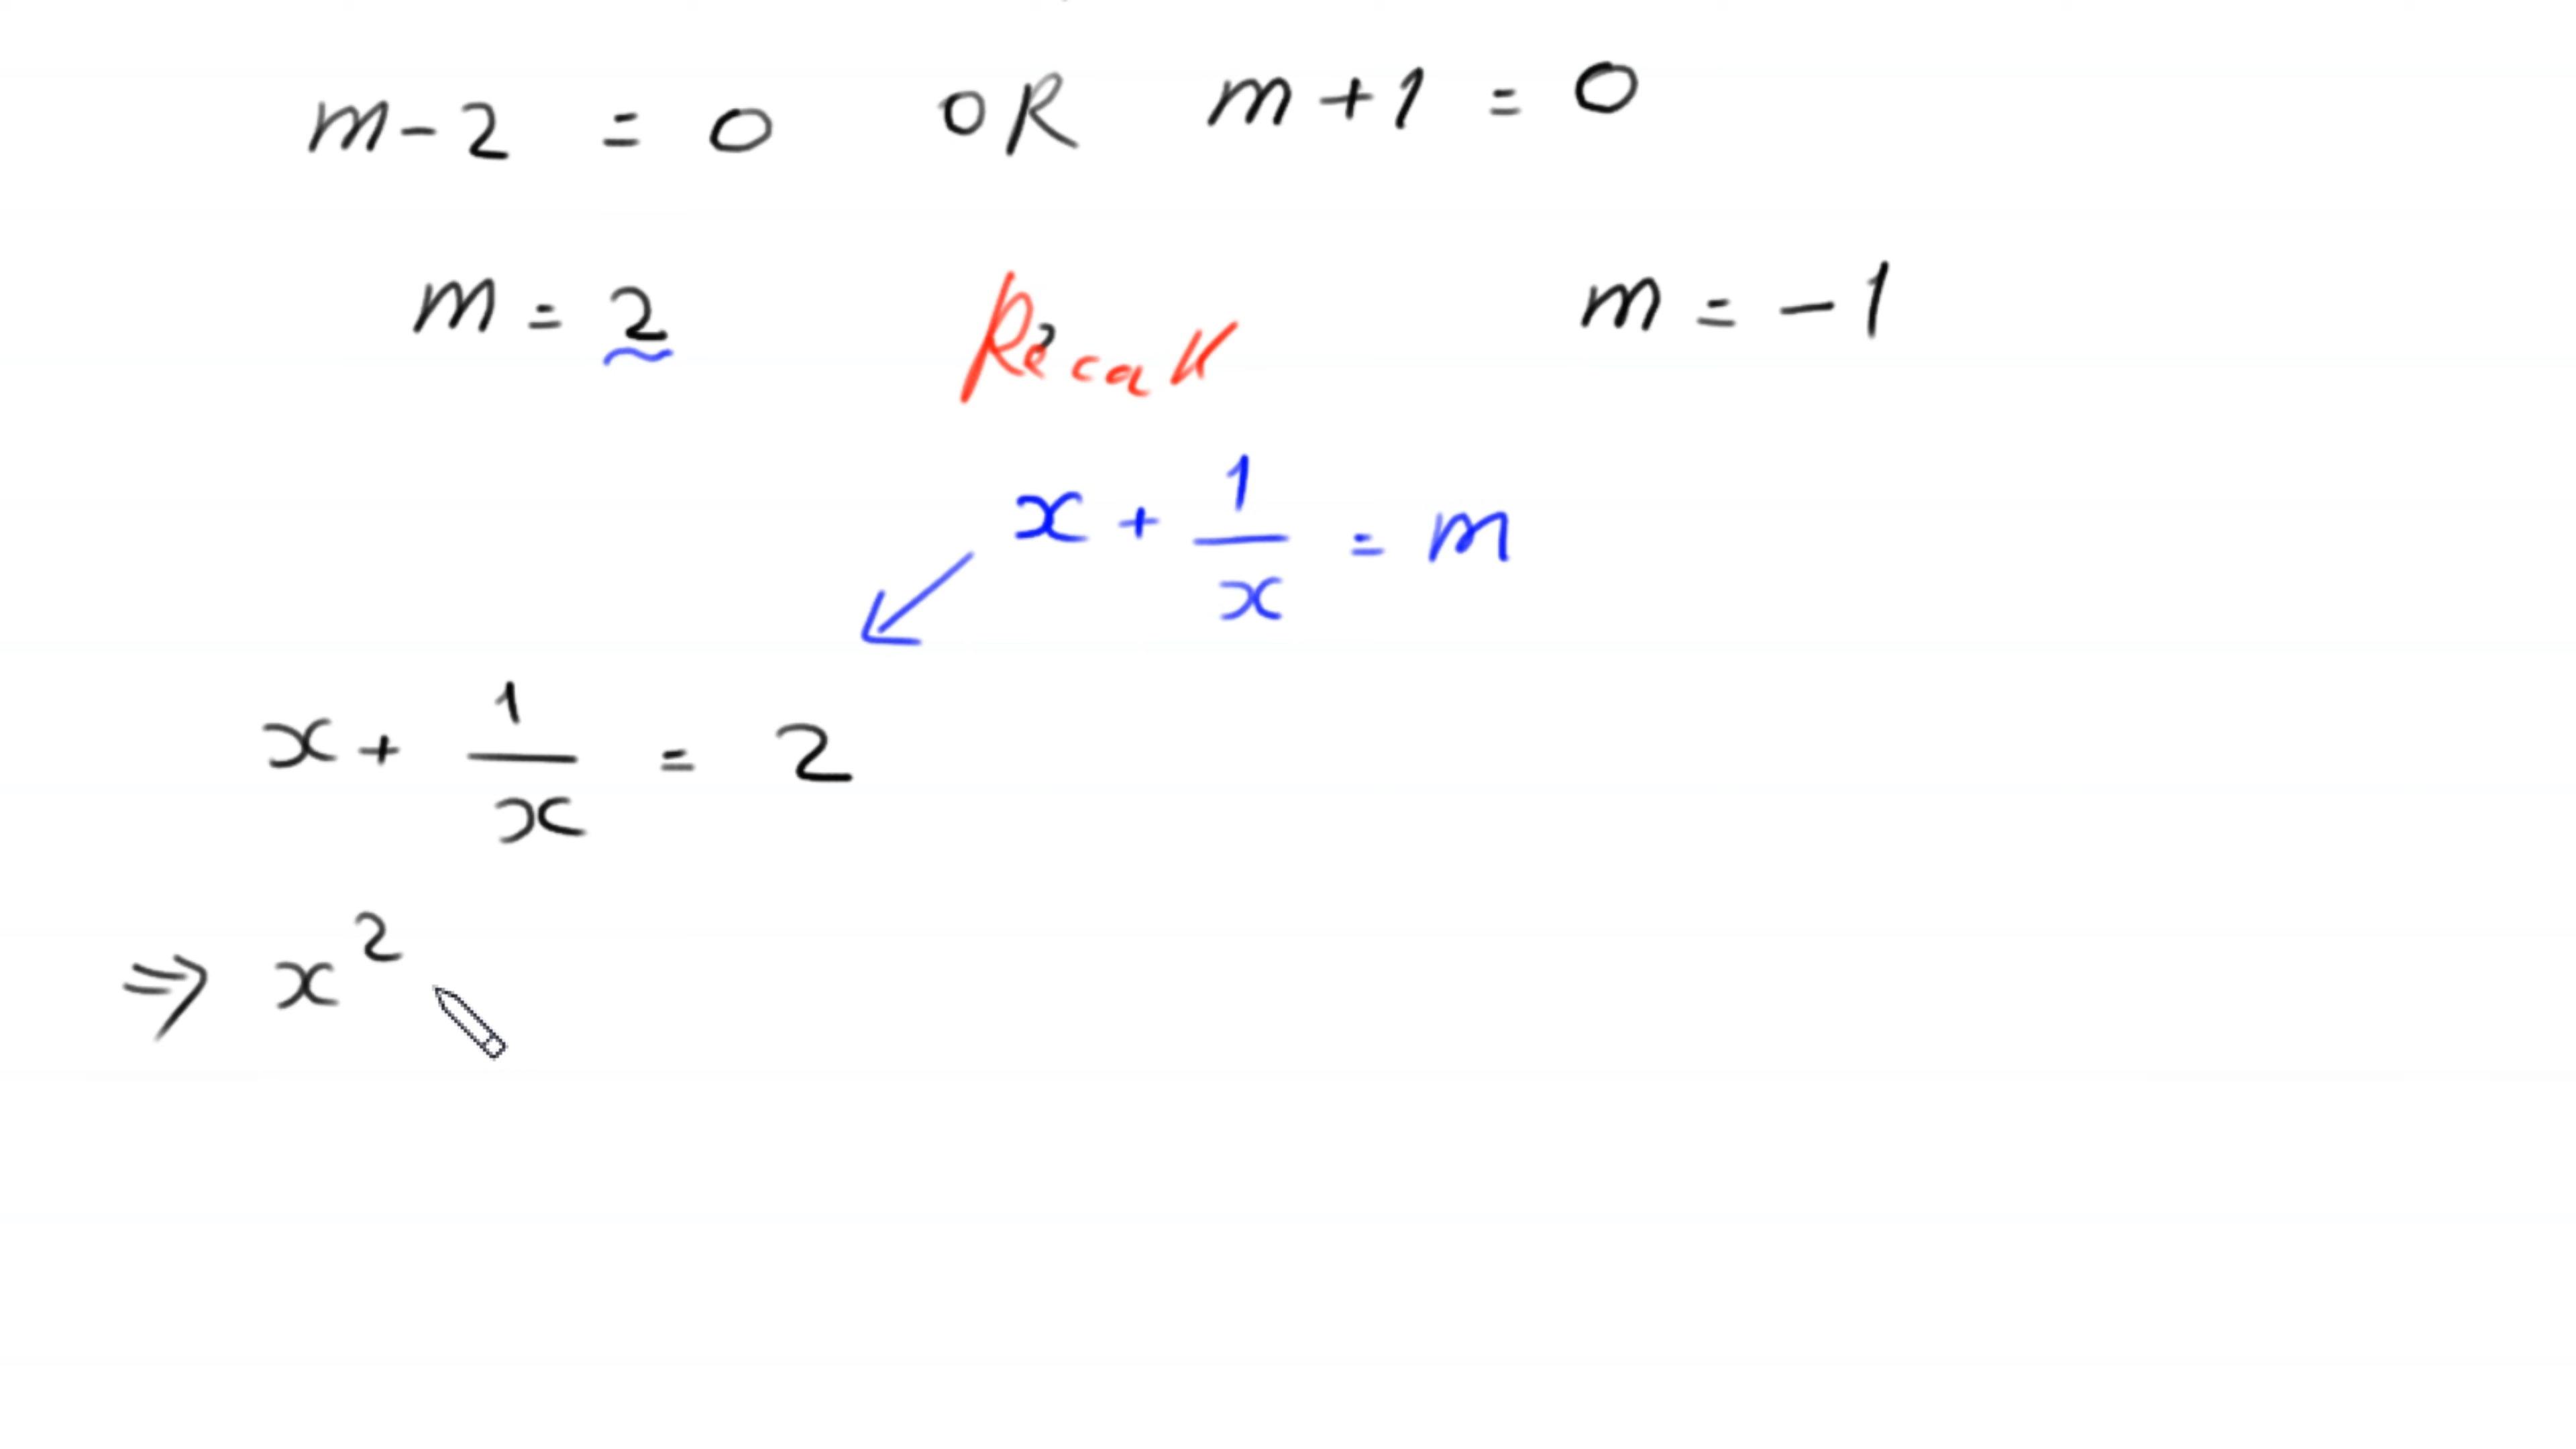 m - 2 = 0 OR m + 1 = 0
m = 2 m = -1
Recall
x + 1/x = m
x + 1/x = 2
⇒ x²